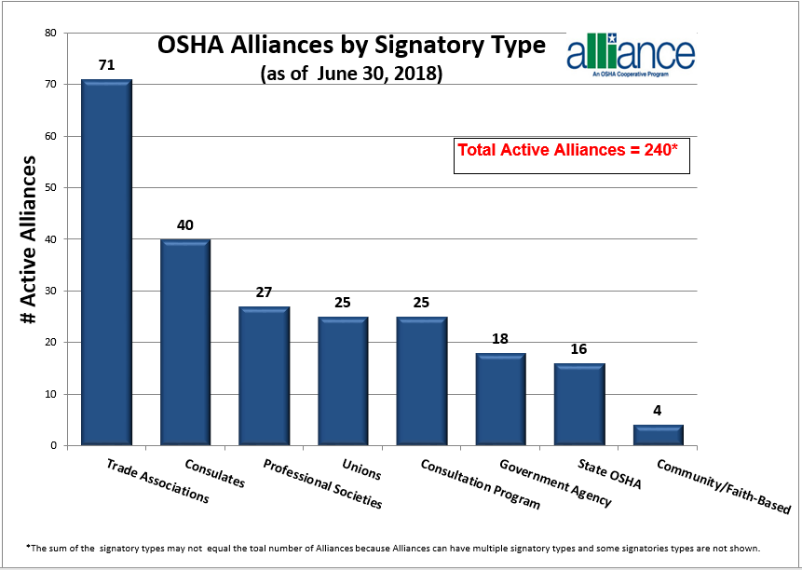 OSHA Alliances by Signatory Type
(as of June 30, 2018)
alliance
An OSHA Cooperative Program
Total Active Alliances = 240*
# Active Alliances
80
70
60
50
40
30
20
10
0
71
40
27
25
25
18
16
4
Trade Associations
Consulates
Professional Societies
Unions
Consultation Program
Government Agency
State OSHA
Community/Faith-Based
*The sum of the signatory types may not equal the toal number of Alliances because Alliances can have multiple signatory types and some signatories types are not shown.